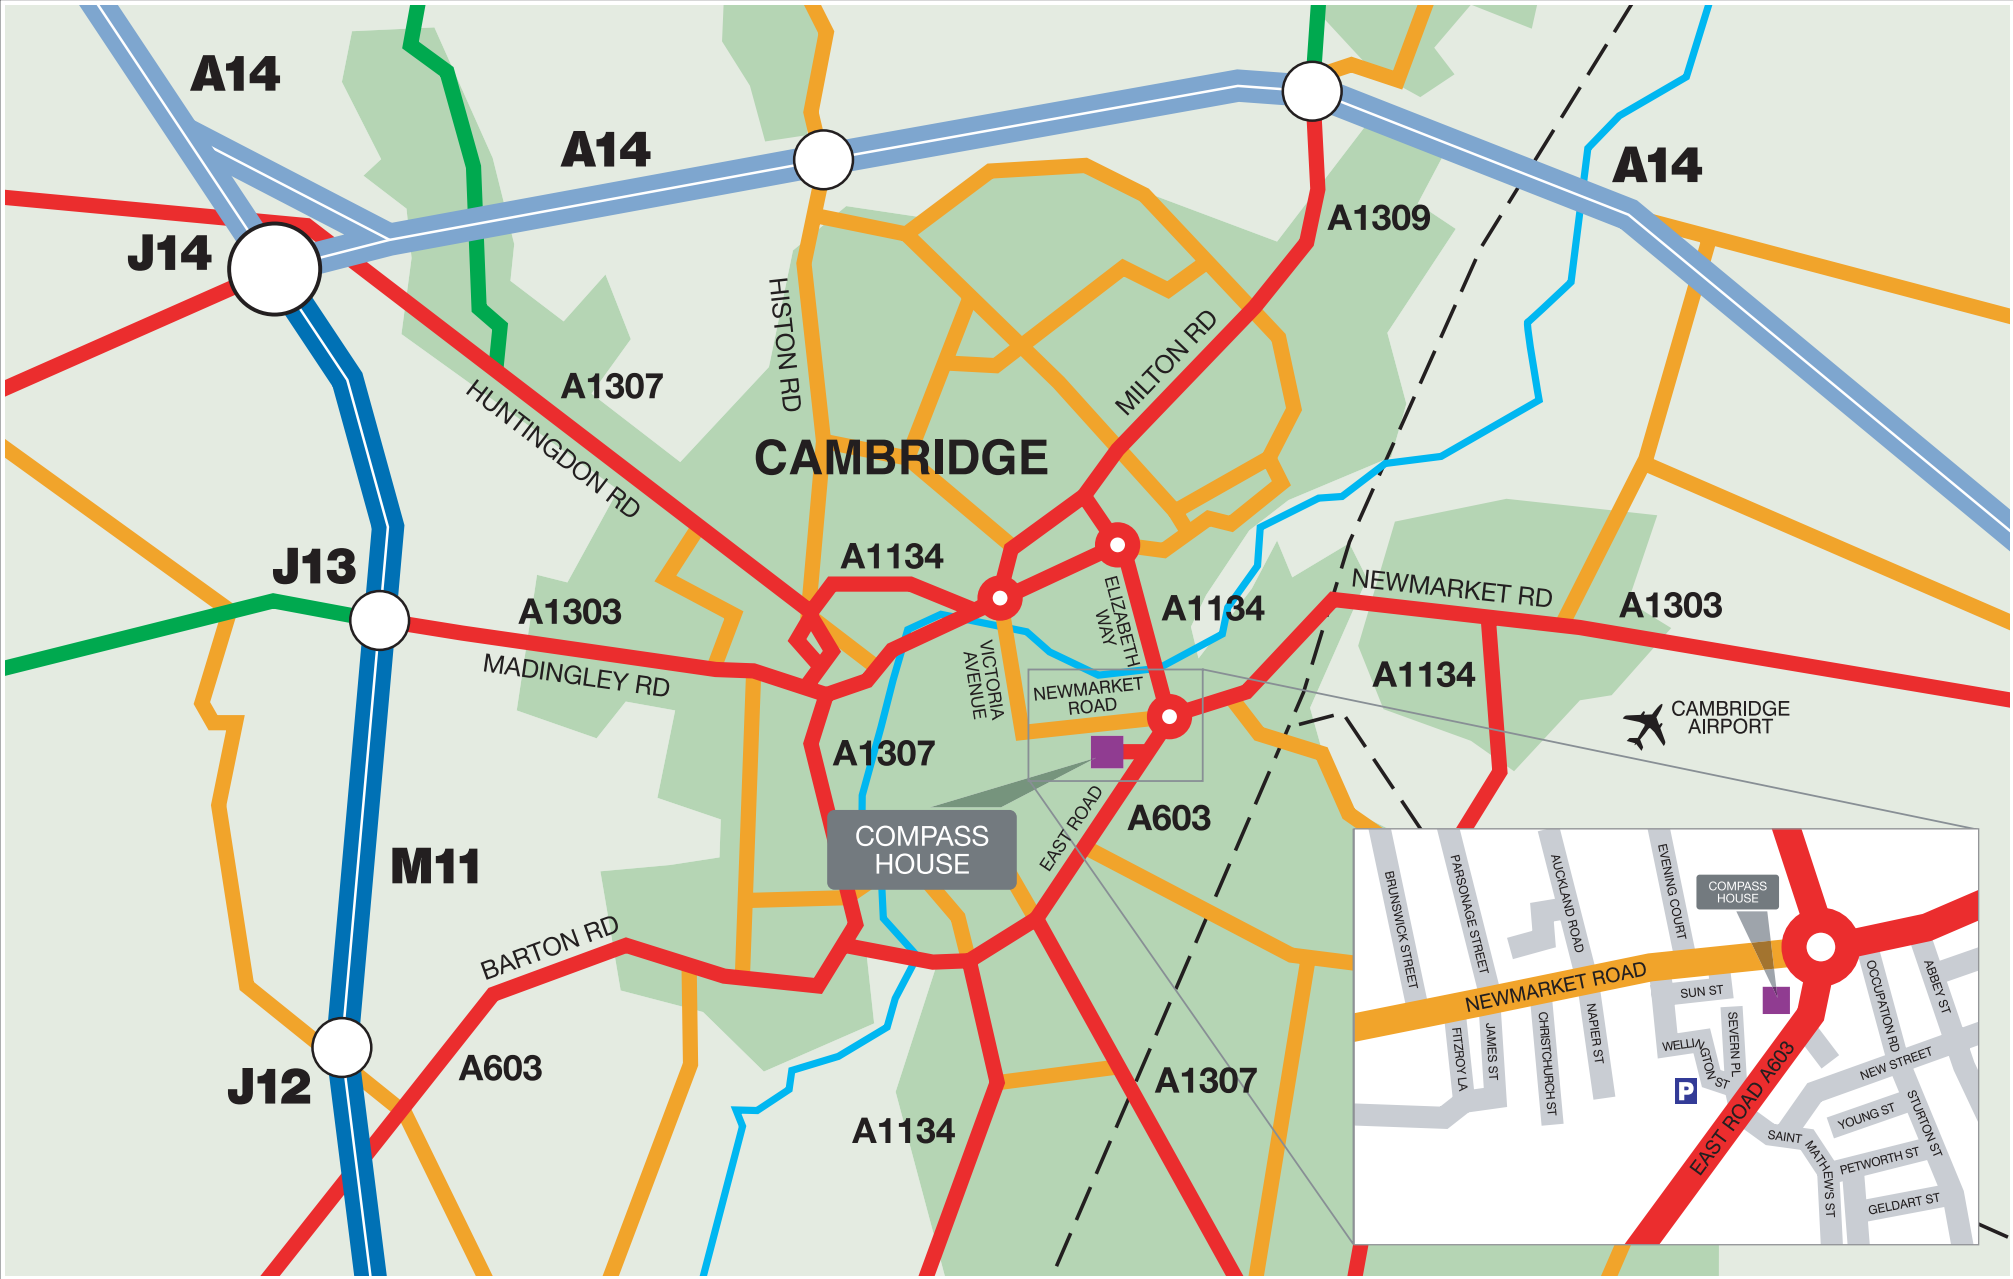 A14
A14
A14
J14
A1309
HISTON RD
MILTON RD
A1307
HUNTINGDON RD
CAMBRIDGE
J13
A1134
A1303
MADINGLEY RD
ELIZABETH
WAY
A1134
NEWMARKET RD
A1303
A1134
VICTORIA
AVENUE
NEWMARKET
ROAD
CAMBRIDGE
AIRPORT
A1307
COMPASS
HOUSE
EAST ROAD
A603
M11
BARTON RD
A603
J12
A1134
A1307
BRUNSWICK STREET
PARSONAGE STREET
AUCKLAND ROAD
EVENING COURT
COMPASS
HOUSE
NEWMARKET ROAD
OCCUPATION RD
ABBEY ST
SUN ST
FITZROY LA
JAMES ST
CHRISTCHURCH ST
NAPIER ST
SEVERN PL
WELLINGTON ST
P
EAST ROAD A603
NEW STREET
YOUNG ST
STURTON ST
SAINT MATHEW'S ST
PETWORTH ST
GELDART ST